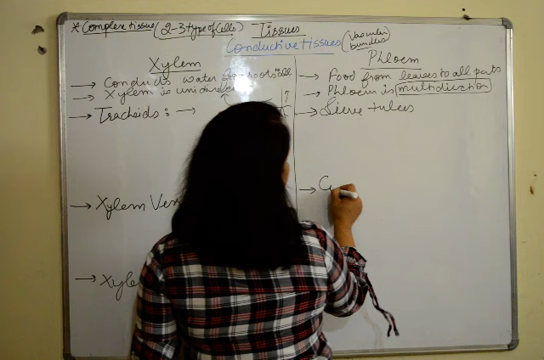 * Complex tissue (2-3 type of Cells) Tissues
Conductive tissues (Vascular bundles)
Xylem
→ Conducts water
→ Xylem is
→ Tracheids :- →
→ Xylem
→
Phloem
→ Food from leaves to all parts
→ Phloem is multidirection
→ Sieve tubes
→